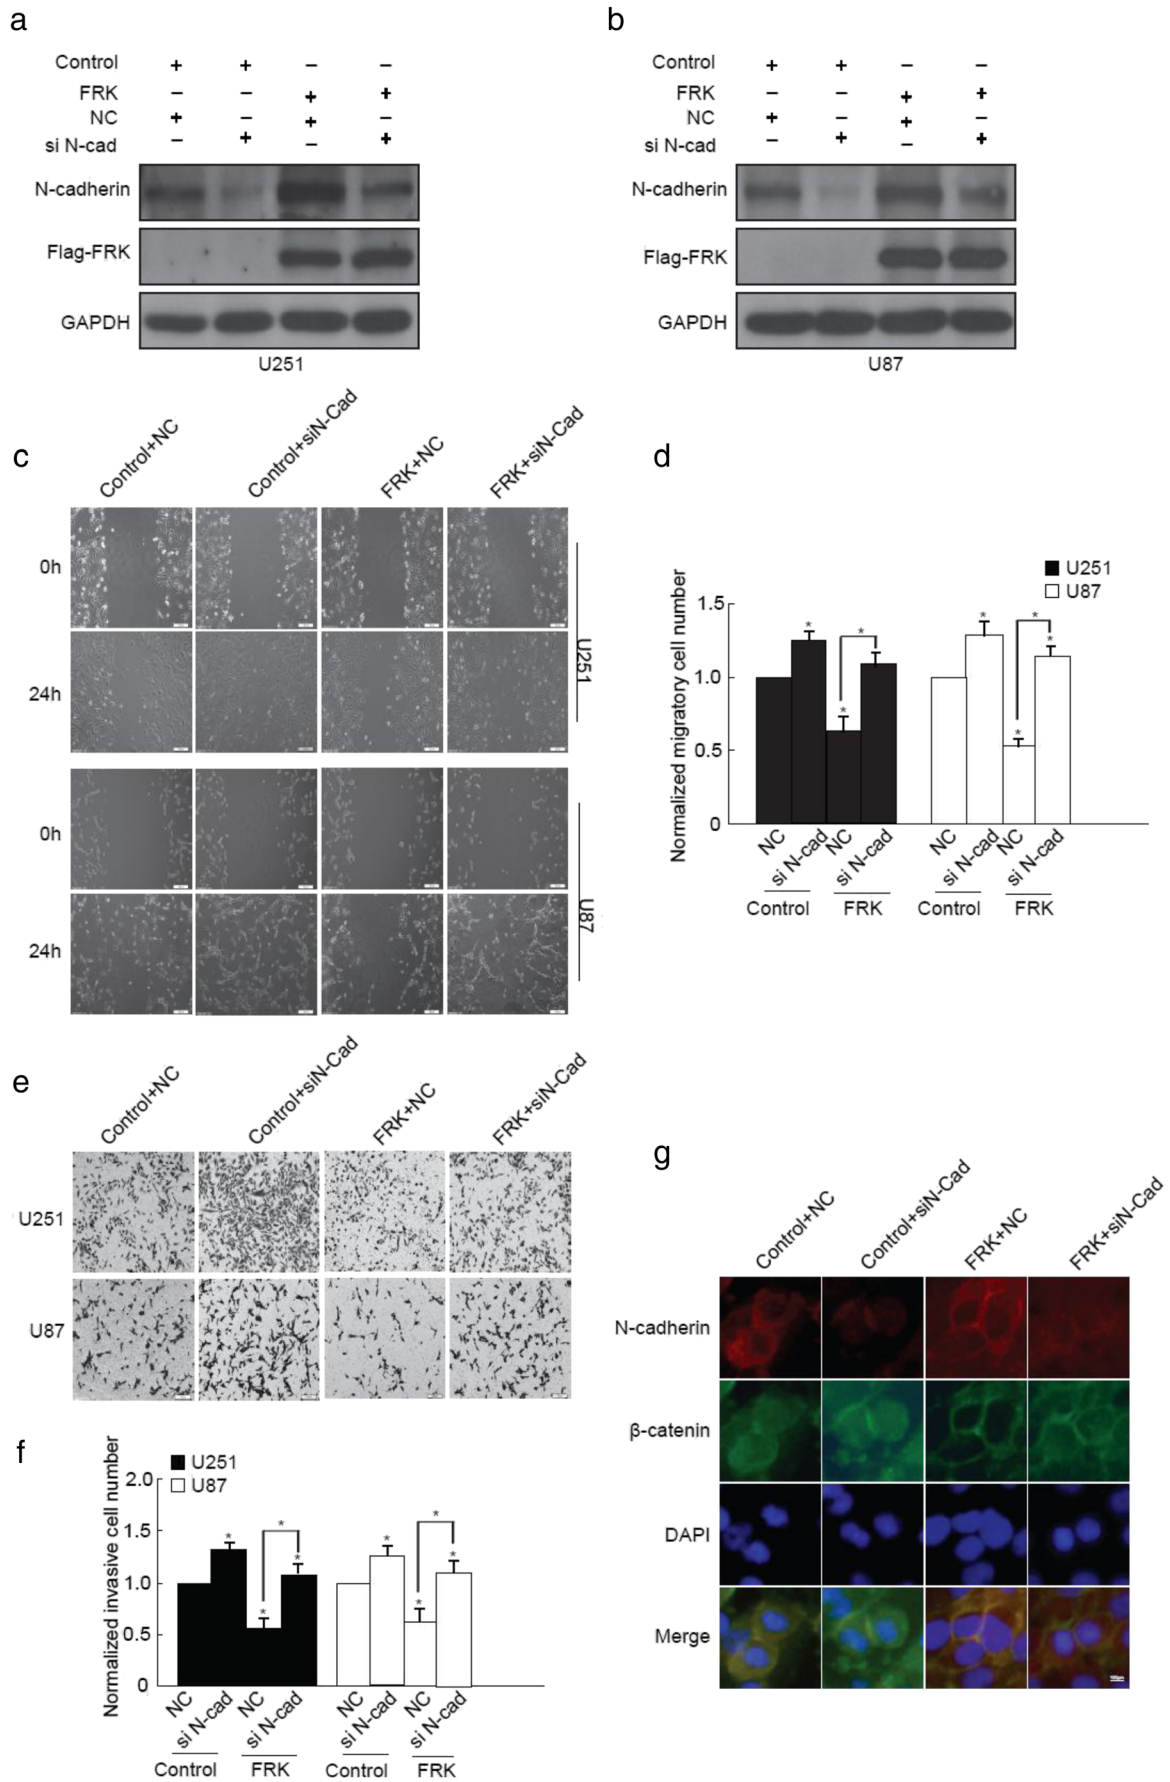 a
Control + + – –
FRK – – + +
NC + – + –
si N-cad – + – +
N-cadherin
Flag-FRK
GAPDH
U251
b
Control + + – –
FRK – – + +
NC + – + –
si N-cad – + – +
N-cadherin
Flag-FRK
GAPDH
U87
c
Control+NC
Control+siN-Cad
FRK+NC
FRK+siN-Cad
0h
24h
U251
0h
24h
U87
d
Normalized migratory cell number
U251
U87
1.5
1.0
0.5
0
* * * * * * *
NC si N-cad NC si N-cad NC si N-cad NC si N-cad
Control FRK Control FRK
e
Control+NC
Control+siN-Cad
FRK+NC
FRK+siN-Cad
U251
U87
f
Normalized invasive cell number
U251
U87
2.0
1.5
1.0
0.5
0
* * * * * * * *
NC si N-cad NC si N-cad NC si N-cad NC si N-cad
Control FRK Control FRK
g
Control+NC
Control+siN-Cad
FRK+NC
FRK+siN-Cad
N-cadherin
β-catenin
DAPI
Merge